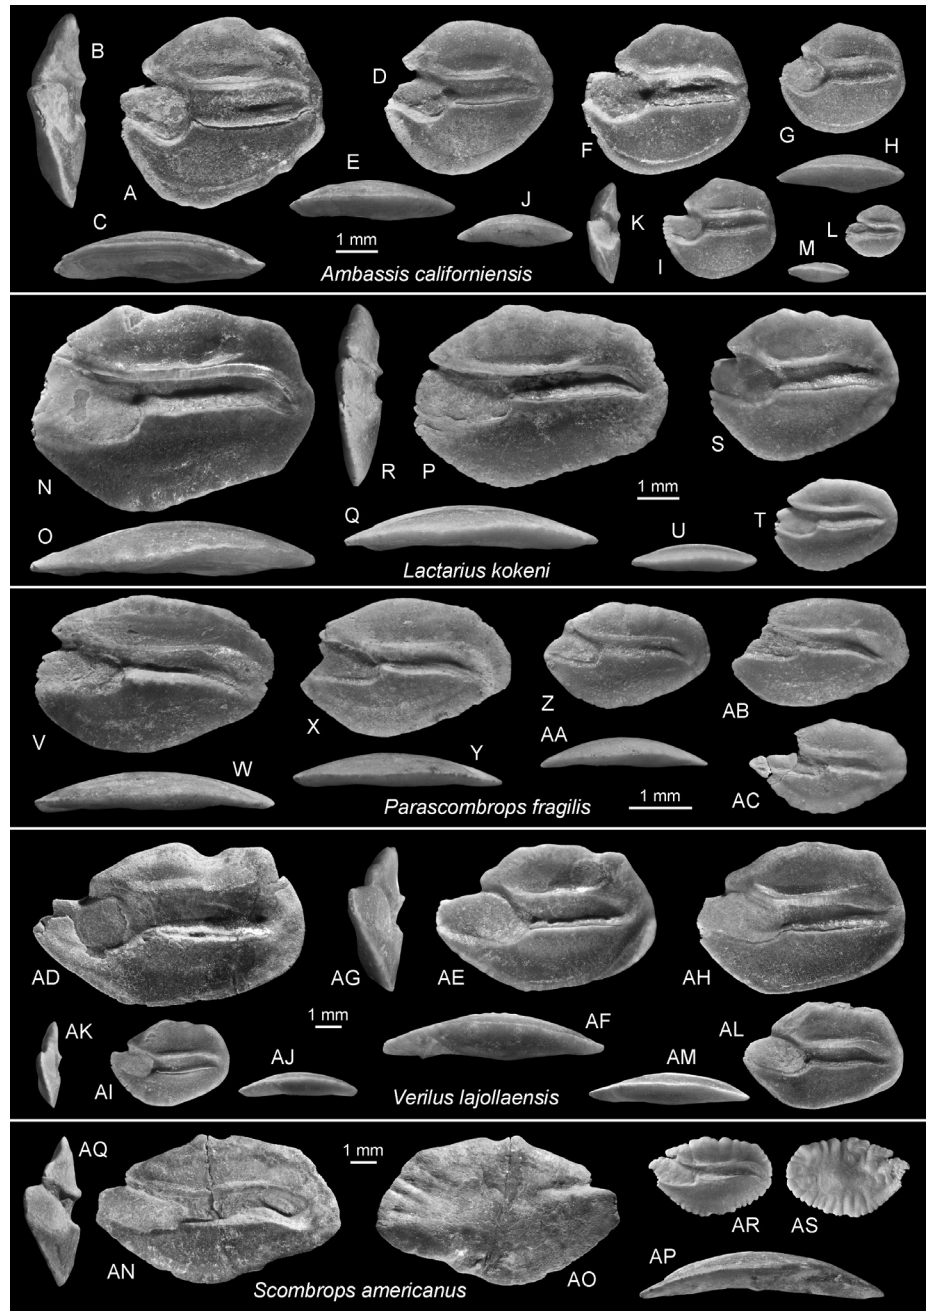 B
D
A
E
F
G
H
C
J
K
L
I
M
1 mm
Ambassis californiensis
N
R
P
S
O
Q
1 mm
U
T
Lactarius kokeni
V
X
Z
AB
W
Y
AA
AC
Parascombrops fragilis
1 mm
AD
AG
AE
AH
AK
AI
AJ
1 mm
AF
AL
AM
Verilus lajollaensis
AQ
1 mm
AN
AO
AR
AS
AP
Scombrops americanus